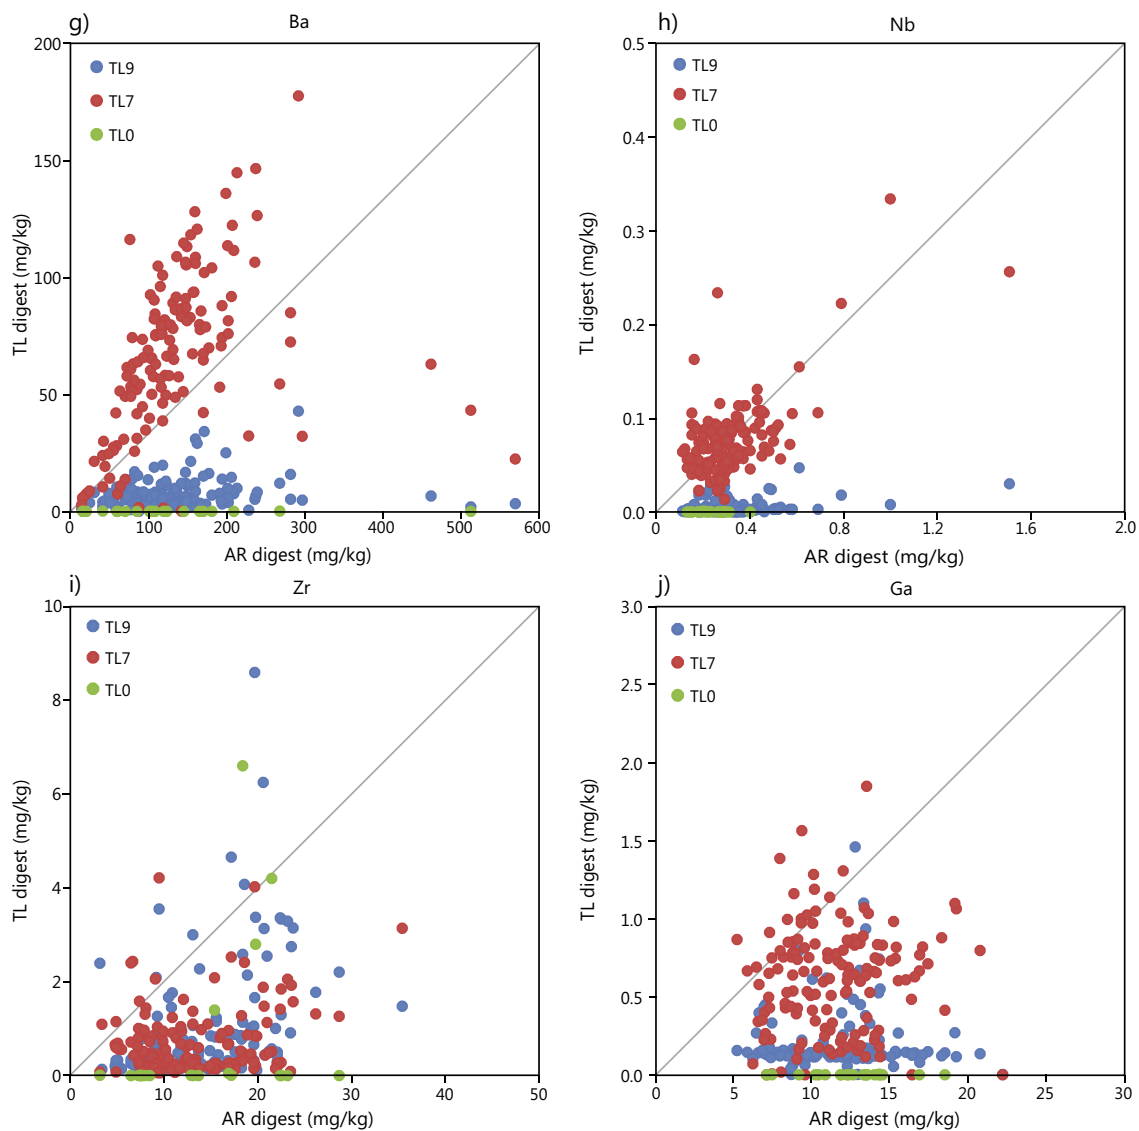 g) Ba
200
150
100
50
0
TL9
TL7
TL0
TL digest (mg/kg)
0 100 200 300 400 500 600
AR digest (mg/kg)
h) Nb
0.5
0.4
0.3
0.2
0.1
0.0
TL9
TL7
TL0
TL digest (mg/kg)
0 0.4 0.8 1.2 1.6 2.0
AR digest (mg/kg)
i) Zr
10
8
6
4
2
0
TL9
TL7
TL0
TL digest (mg/kg)
0 10 20 30 40 50
AR digest (mg/kg)
j) Ga
3.0
2.5
2.0
1.5
1.0
0.5
0.0
TL9
TL7
TL0
TL digest (mg/kg)
0 5 10 15 20 25 30
AR digest (mg/kg)